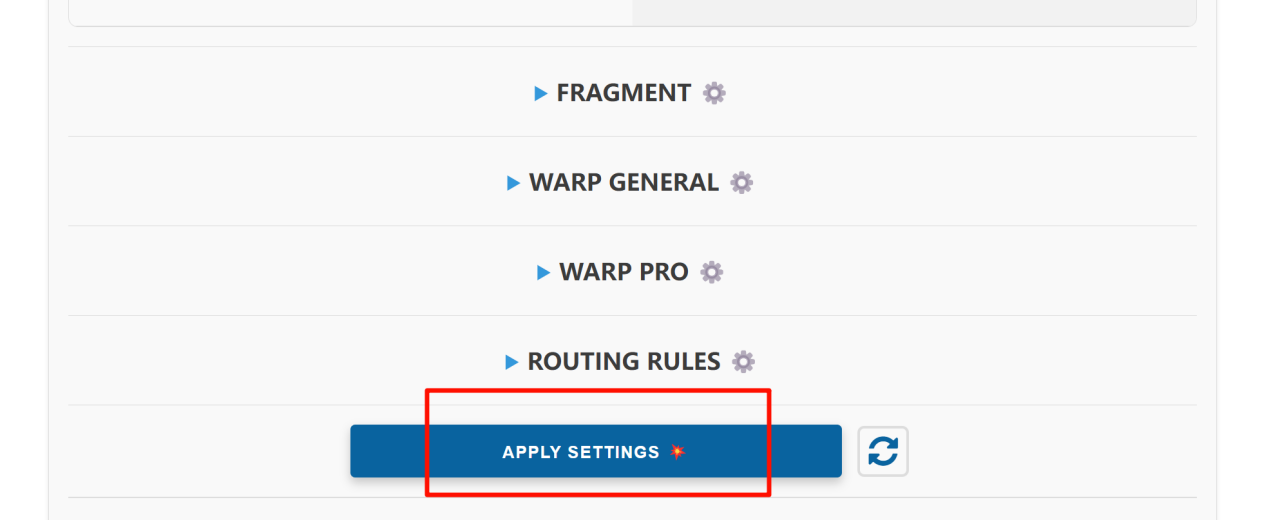 FRAGMENT ⚙️
WARP GENERAL ⚙️
WARP PRO ⚙️
ROUTING RULES ⚙️
APPLY SETTINGS 💥